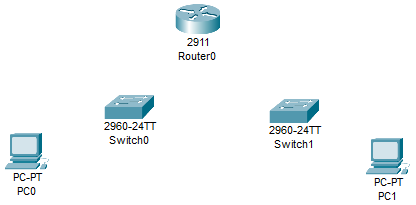 2911
Router0
2960-24TT
Switch0
2960-24TT
Switch1
PC-PT
PC0
PC-PT
PC1